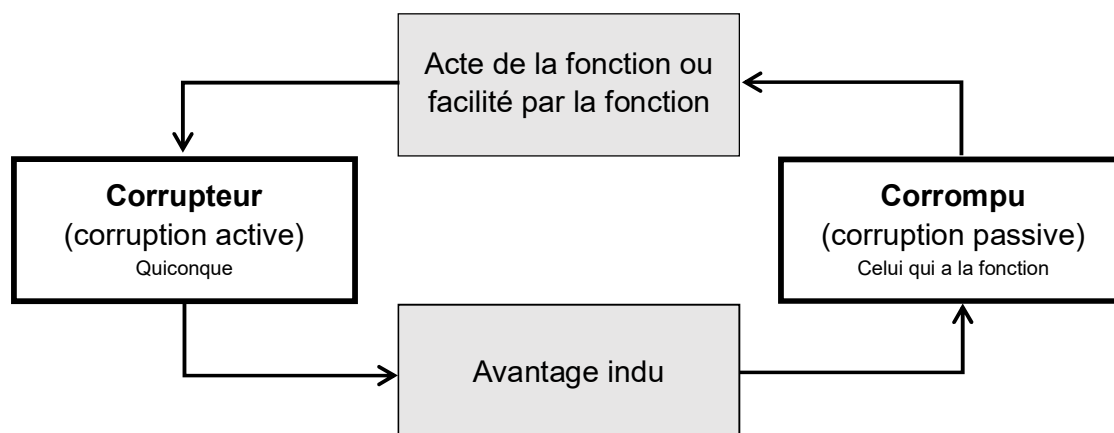 Acte de la fonction ou
facilité par la fonction
Corrupteur
(corruption active)
Quiconque
Corrompu
(corruption passive)
Celui qui a la fonction
Avantage indu